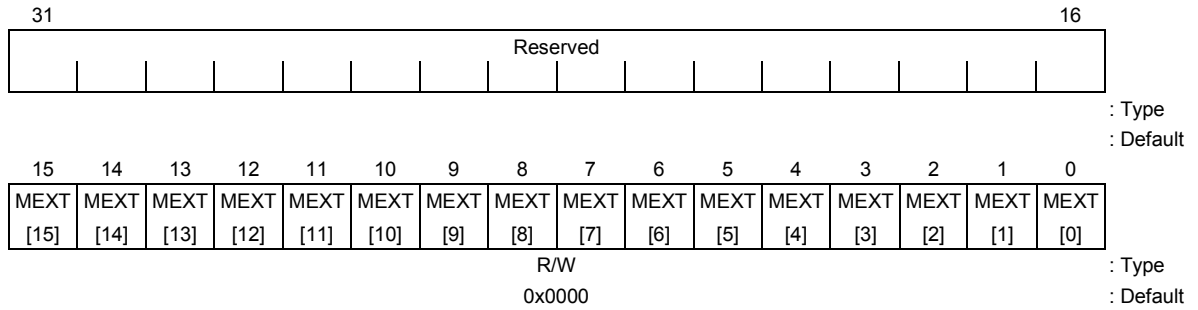 31 16
Reserved
: Type
: Default
15 14 13 12 11 10 9 8 7 6 5 4 3 2 1 0
MEXT MEXT MEXT MEXT MEXT MEXT MEXT MEXT MEXT MEXT MEXT MEXT MEXT MEXT MEXT MEXT
[15] [14] [13] [12] [11] [10] [9] [8] [7] [6] [5] [4] [3] [2] [1] [0]
R/W : Type
0x0000 : Default